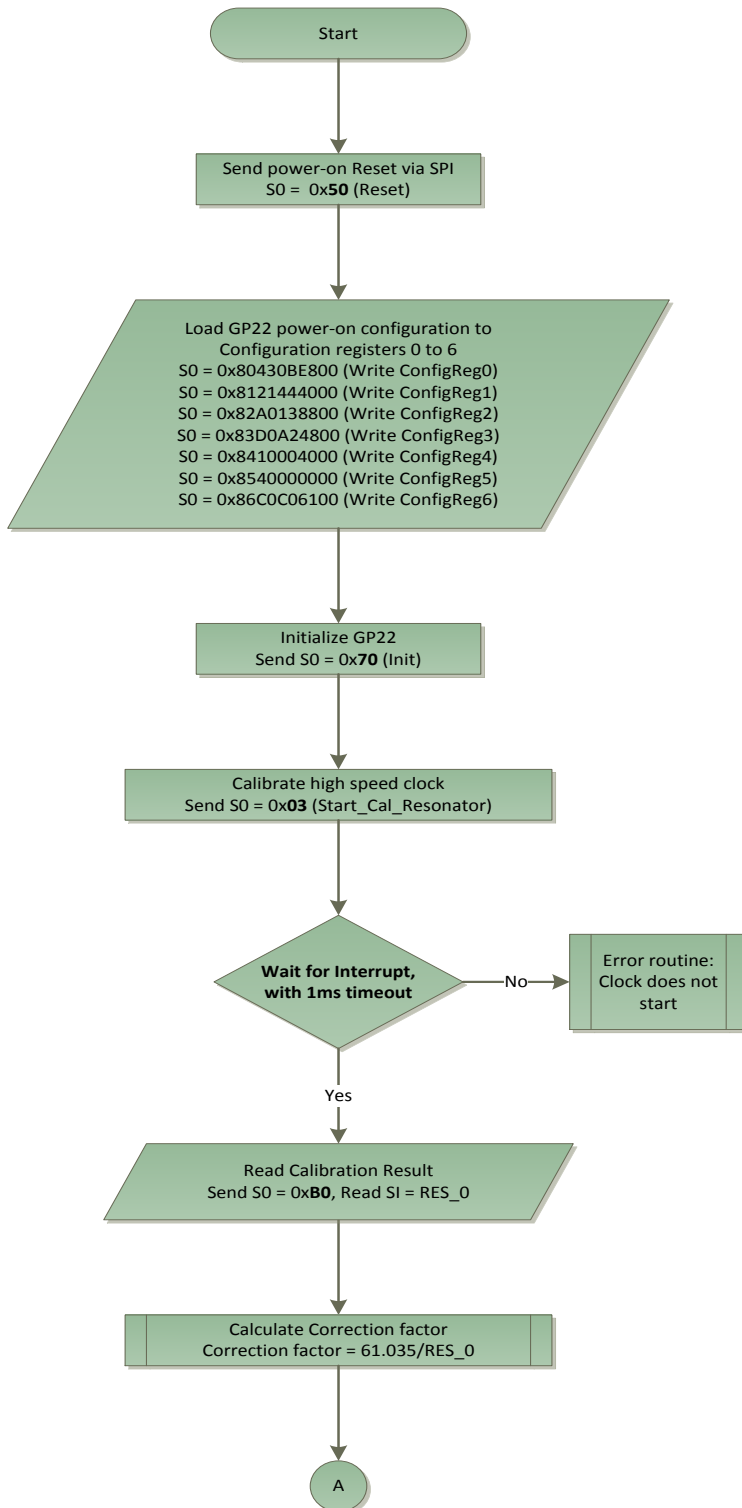 Start
Send power-on Reset via SPI
S0 = 0x50 (Reset)
Load GP22 power-on configuration to
Configuration registers 0 to 6
S0 = 0x80430BE800 (Write ConfigReg0)
S0 = 0x8121444000 (Write ConfigReg1)
S0 = 0x82A0138800 (Write ConfigReg2)
S0 = 0x83D0A24800 (Write ConfigReg3)
S0 = 0x8410004000 (Write ConfigReg4)
S0 = 0x8540000000 (Write ConfigReg5)
S0 = 0x86C0C06100 (Write ConfigReg6)
Initialize GP22
Send S0 = 0x70 (Init)
Calibrate high speed clock
Send S0 = 0x03 (Start_Cal_Resonator)
Wait for Interrupt,
with 1ms timeout
No
Error routine:
Clock does not
start
Yes
Read Calibration Result
Send S0 = 0xB0, Read SI = RES_0
Calculate Correction factor
Correction factor = 61.035/RES_0
A